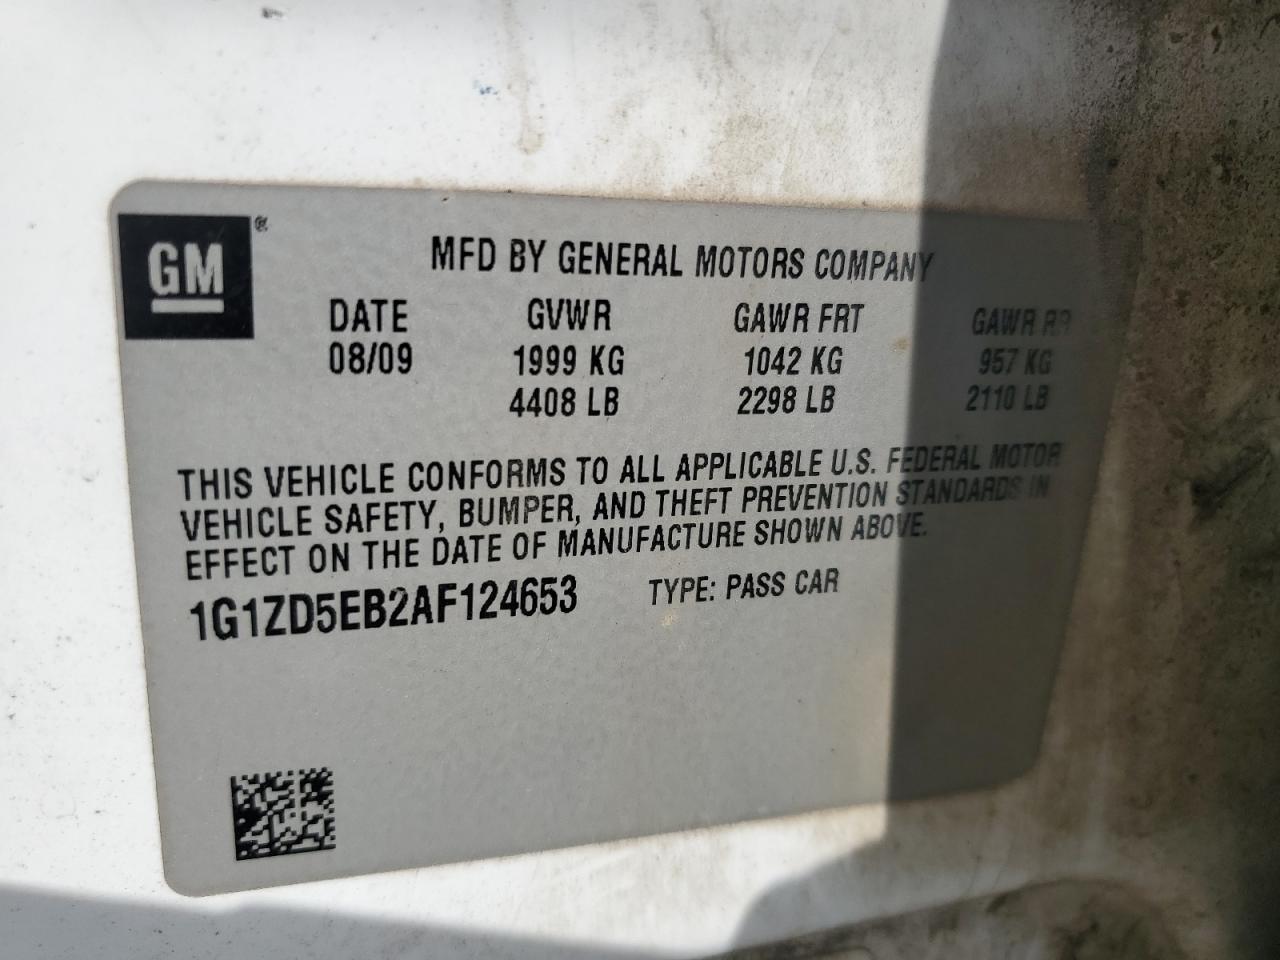 GM®
MFD BY GENERAL MOTORS COMPANY
DATE GVWR GAWR FRT GAWR RR
08/09 1999 KG 1042 KG 957 KG
4408 LB 2298 LB 2110 LB
THIS VEHICLE CONFORMS TO ALL APPLICABLE U.S. FEDERAL MOTOR
VEHICLE SAFETY, BUMPER, AND THEFT PREVENTION STANDARDS IN
EFFECT ON THE DATE OF MANUFACTURE SHOWN ABOVE.
1G1ZD5EB2AF124653 TYPE: PASS CAR